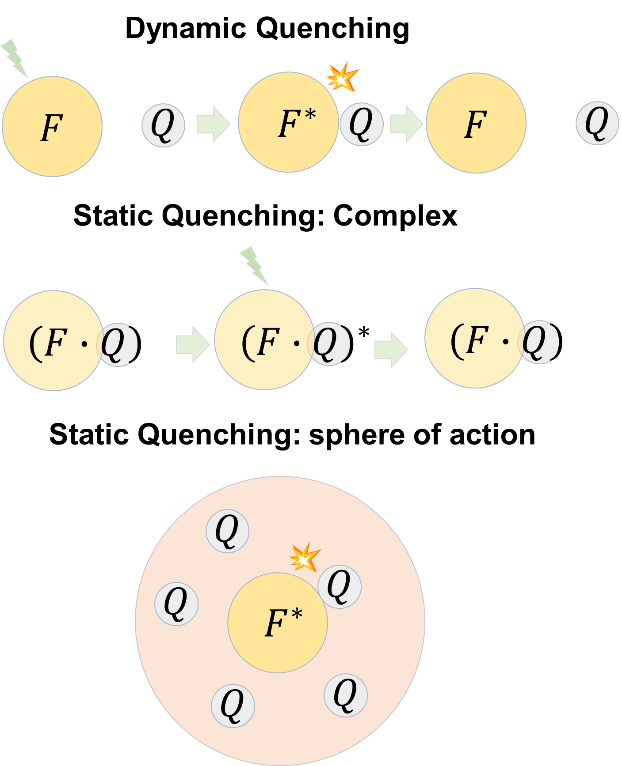 Dynamic Quenching
F Q F* Q F Q
Static Quenching: Complex
(F · Q) (F · Q)* (F · Q)
Static Quenching: sphere of action
Q
Q
Q
F*
Q Q